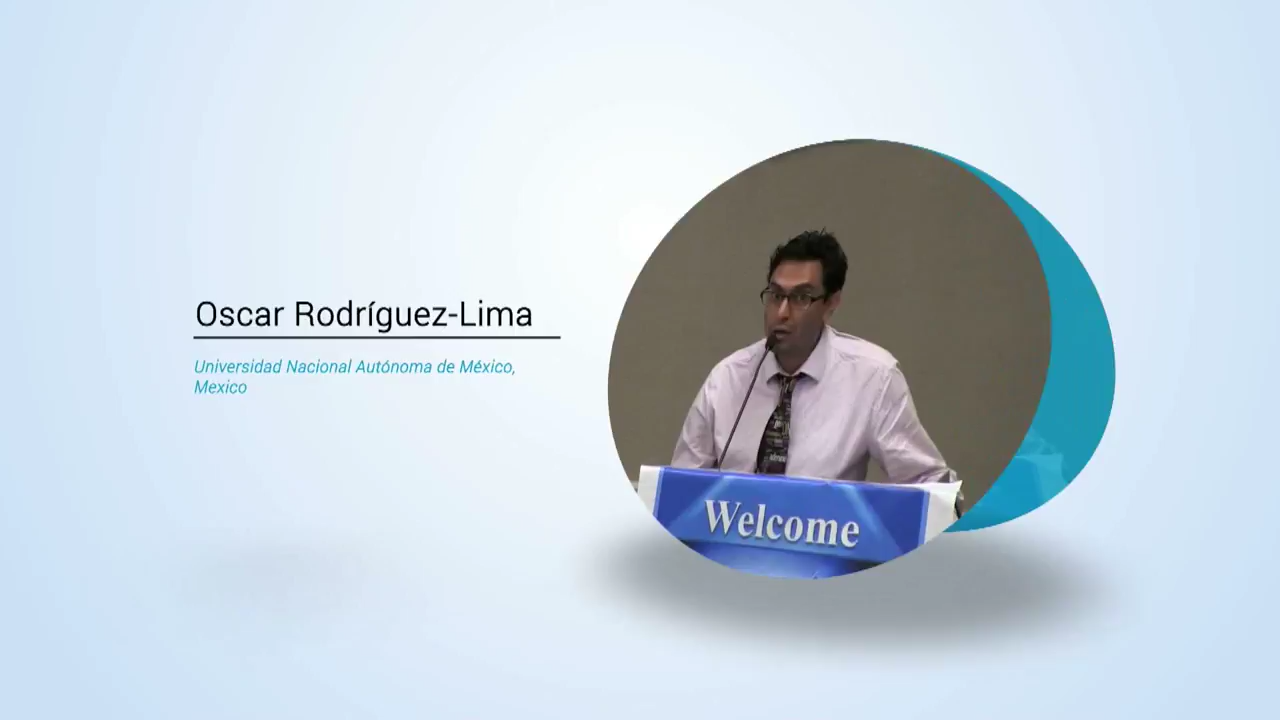 Oscar Rodríguez-Lima
Universidad Nacional Autónoma de México,
Mexico
Welcome